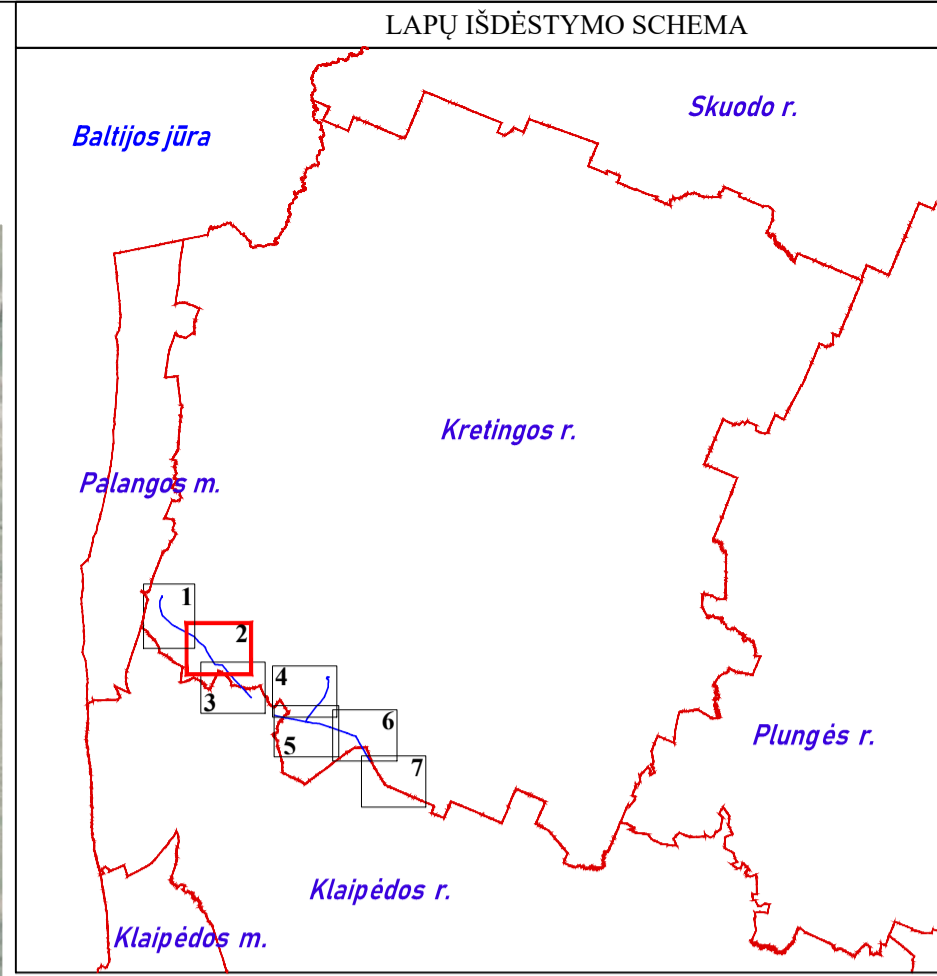 LAPŲ IŠDĖSTYMO SCHEMA
Skuodo r.
Baltijos jūra
Kretingos r.
Palangos m.
1
2
3
4
5
6
7
Plungės r.
Klaipėdos r.
Klaipėdos m.